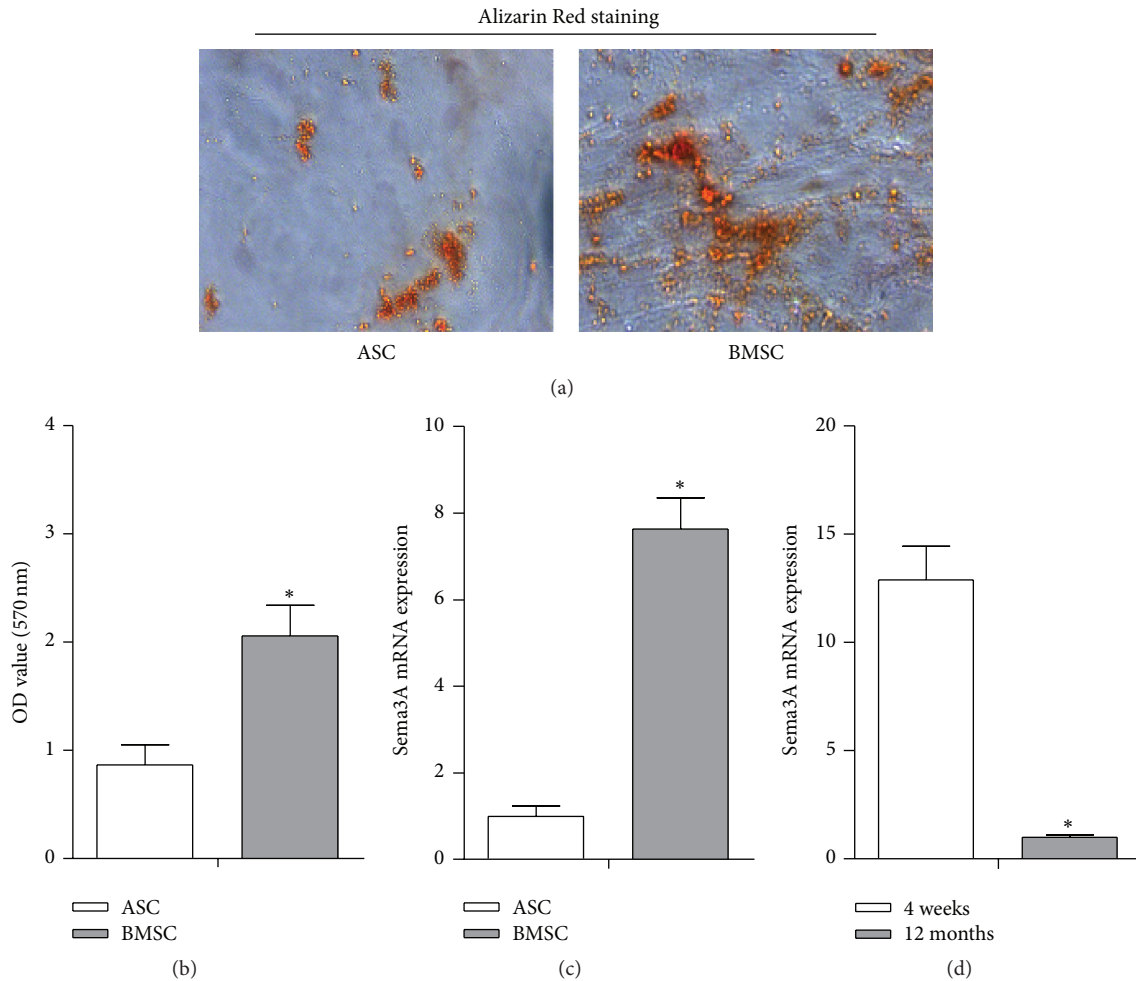 Alizarin Red staining
ASC
BMSC
(a)
4
3
2
1
0
OD value (570 nm)
*
ASC
BMSC
(b)
10
8
6
4
2
0
Sema3A mRNA expression
*
ASC
BMSC
(c)
20
15
10
5
0
Sema3A mRNA expression
*
4 weeks
12 months
(d)